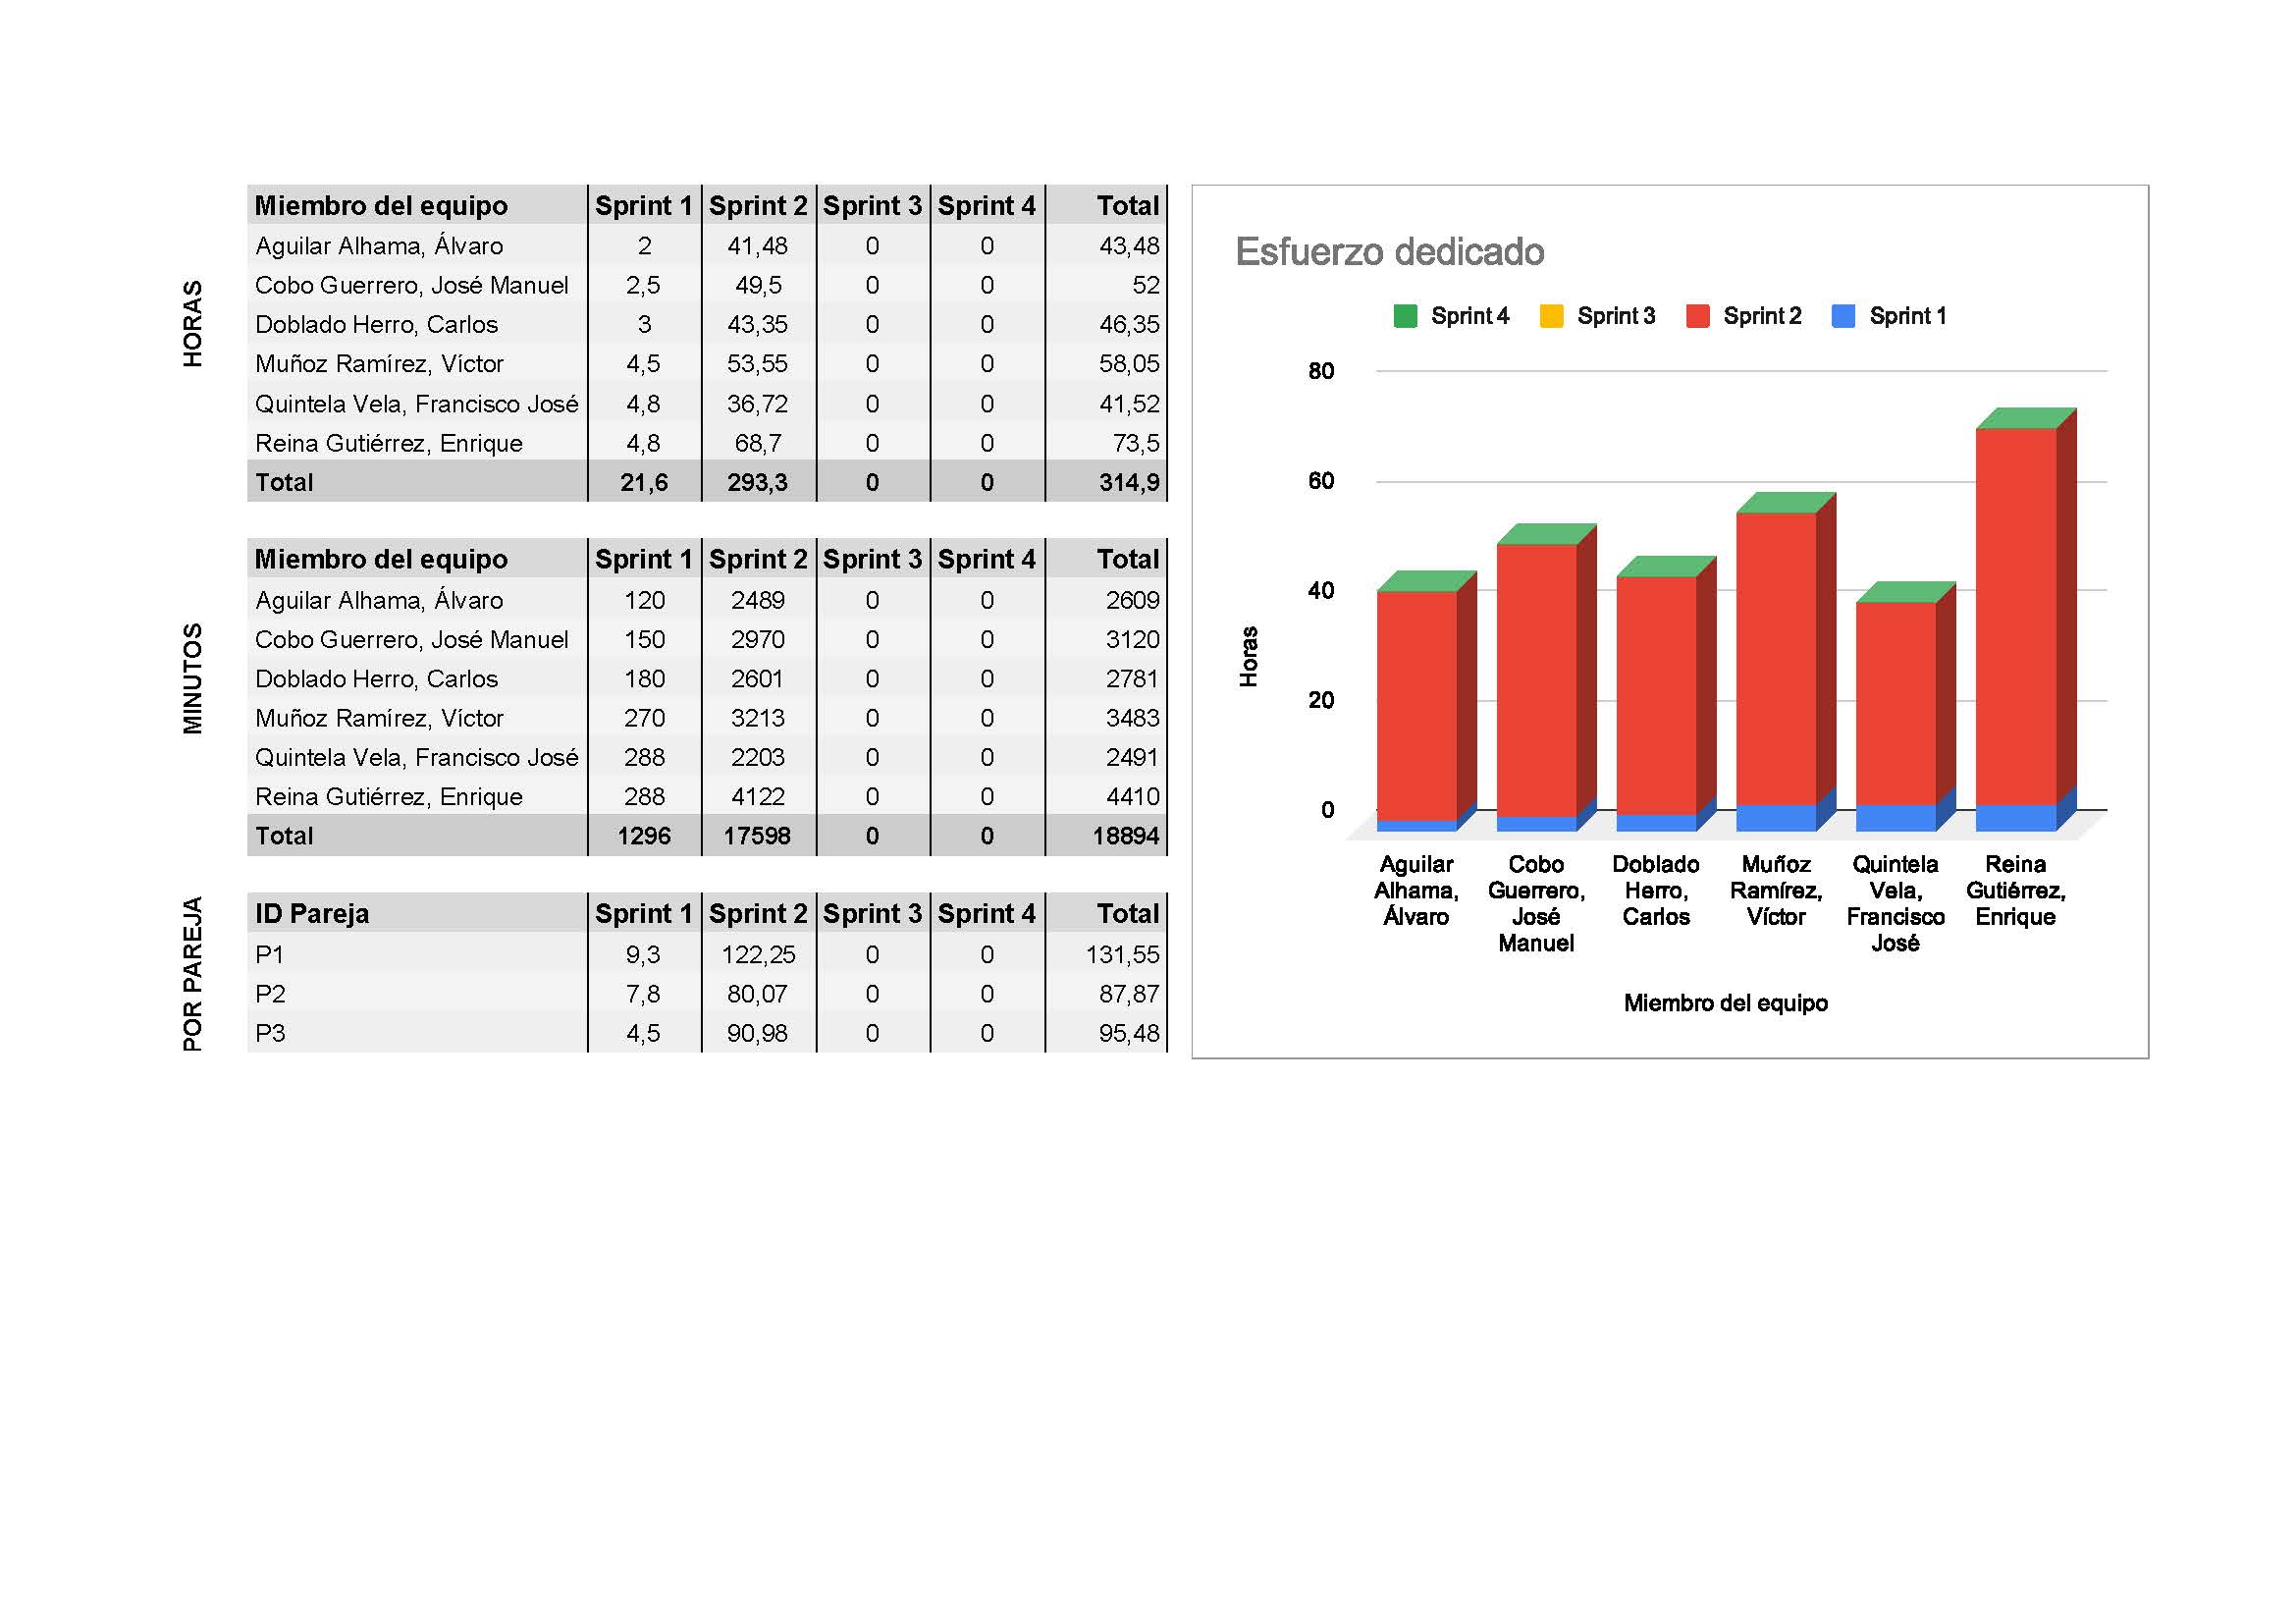 HORAS
Miembro del equipo Sprint 1 Sprint 2 Sprint 3 Sprint 4 Total
Aguilar Alhama, Álvaro 2 41,48 0 0 43,48
Cobo Guerrero, José Manuel 2,5 49,5 0 0 52
Doblado Herro, Carlos 3 43,35 0 0 46,35
Muñoz Ramírez, Víctor 4,5 53,55 0 0 58,05
Quintela Vela, Francisco José 4,8 36,72 0 0 41,52
Reina Gutiérrez, Enrique 4,8 68,7 0 0 73,5
Total 21,6 293,3 0 0 314,9
MINUTOS
Miembro del equipo Sprint 1 Sprint 2 Sprint 3 Sprint 4 Total
Aguilar Alhama, Álvaro 120 2489 0 0 2609
Cobo Guerrero, José Manuel 150 2970 0 0 3120
Doblado Herro, Carlos 180 2601 0 0 2781
Muñoz Ramírez, Víctor 270 3213 0 0 3483
Quintela Vela, Francisco José 288 2203 0 0 2491
Reina Gutiérrez, Enrique 288 4122 0 0 4410
Total 1296 17598 0 0 18894
POR PAREJA
ID Pareja Sprint 1 Sprint 2 Sprint 3 Sprint 4 Total
P1 9,3 122,25 0 0 131,55
P2 7,8 80,07 0 0 87,87
P3 4,5 90,98 0 0 95,48
Esfuerzo dedicado
Sprint 4 Sprint 3 Sprint 2 Sprint 1
80
60
40
20
0
Horas
Aguilar
Alhama,
Álvaro
Cobo
Guerrero,
José
Manuel
Doblado
Herro,
Carlos
Muñoz
Ramírez,
Víctor
Quintela
Vela,
Francisco
José
Reina
Gutiérrez,
Enrique
Miembro del equipo